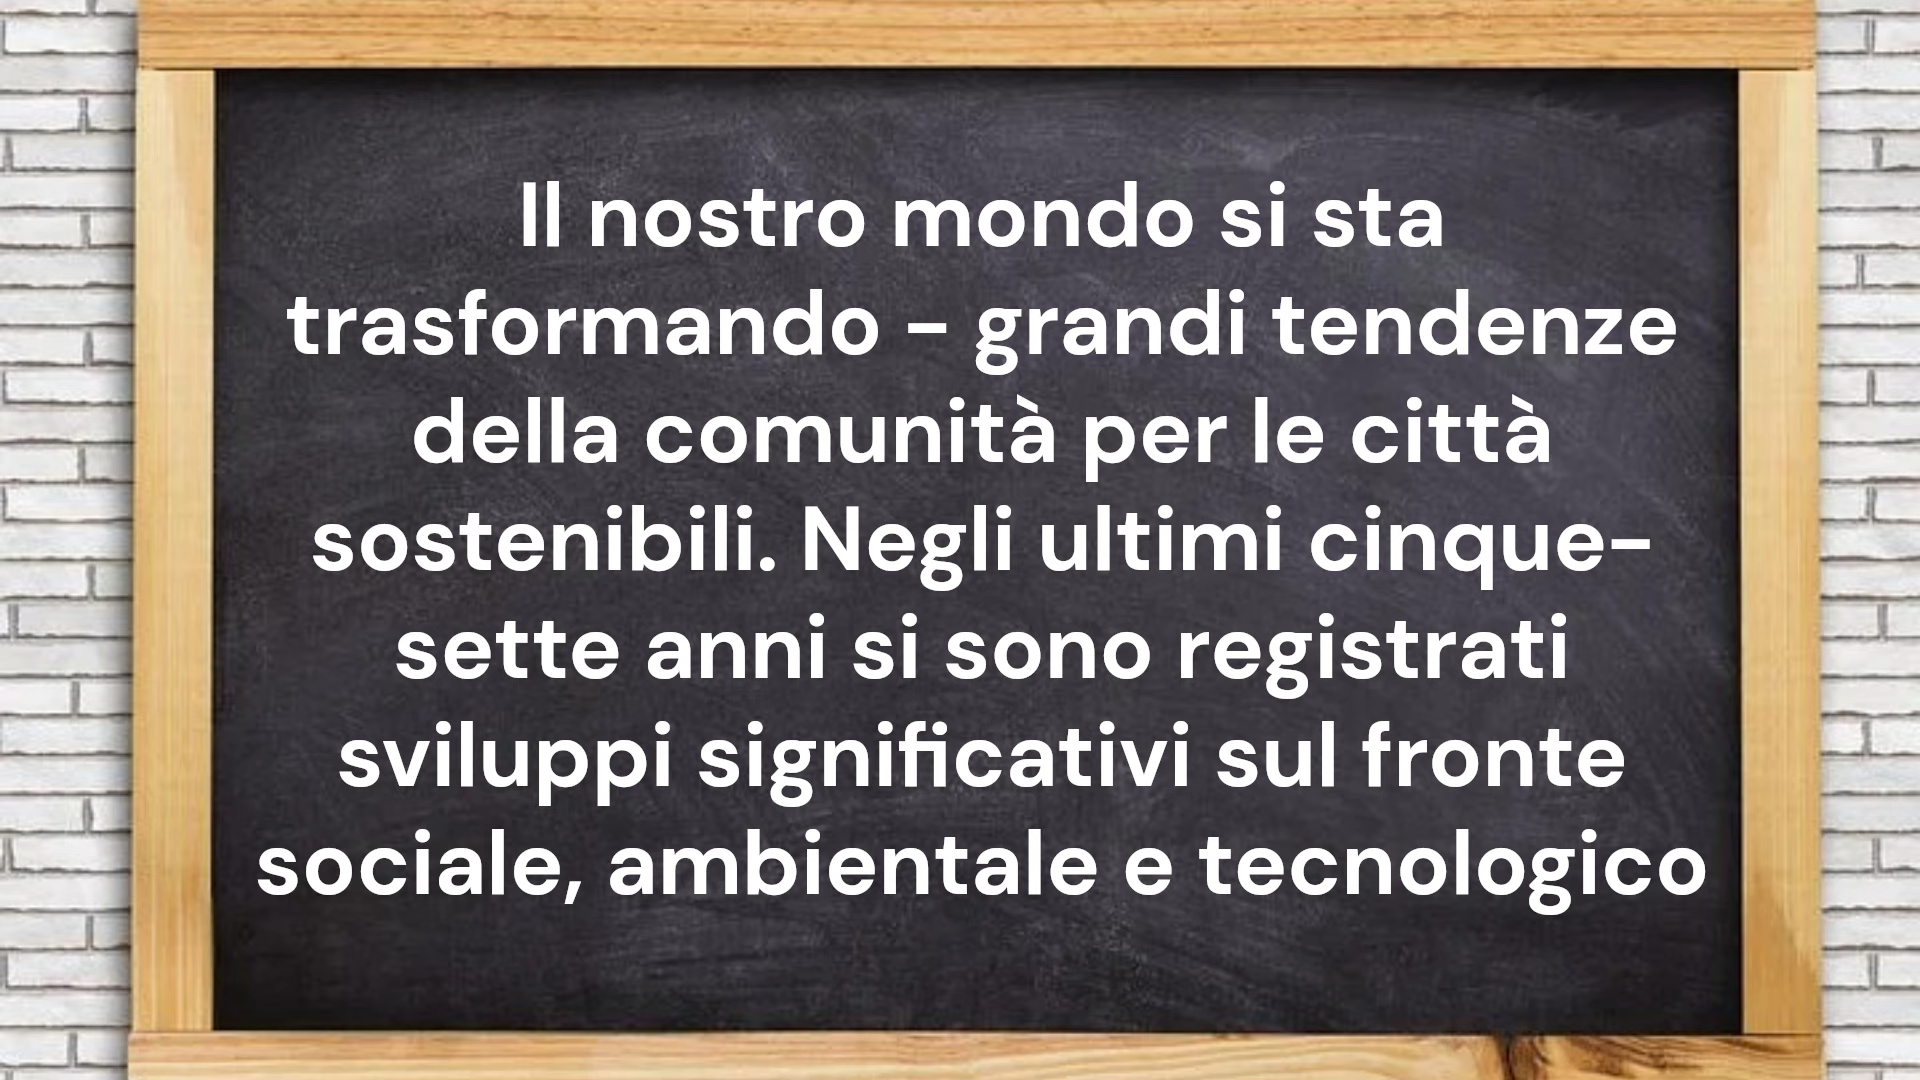 Il nostro mondo si sta
trasformando - grandi tendenze
della comunità per le città
sostenibili. Negli ultimi cinque-
sette anni si sono registrati
sviluppi significativi sul fronte
sociale, ambientale e tecnologico